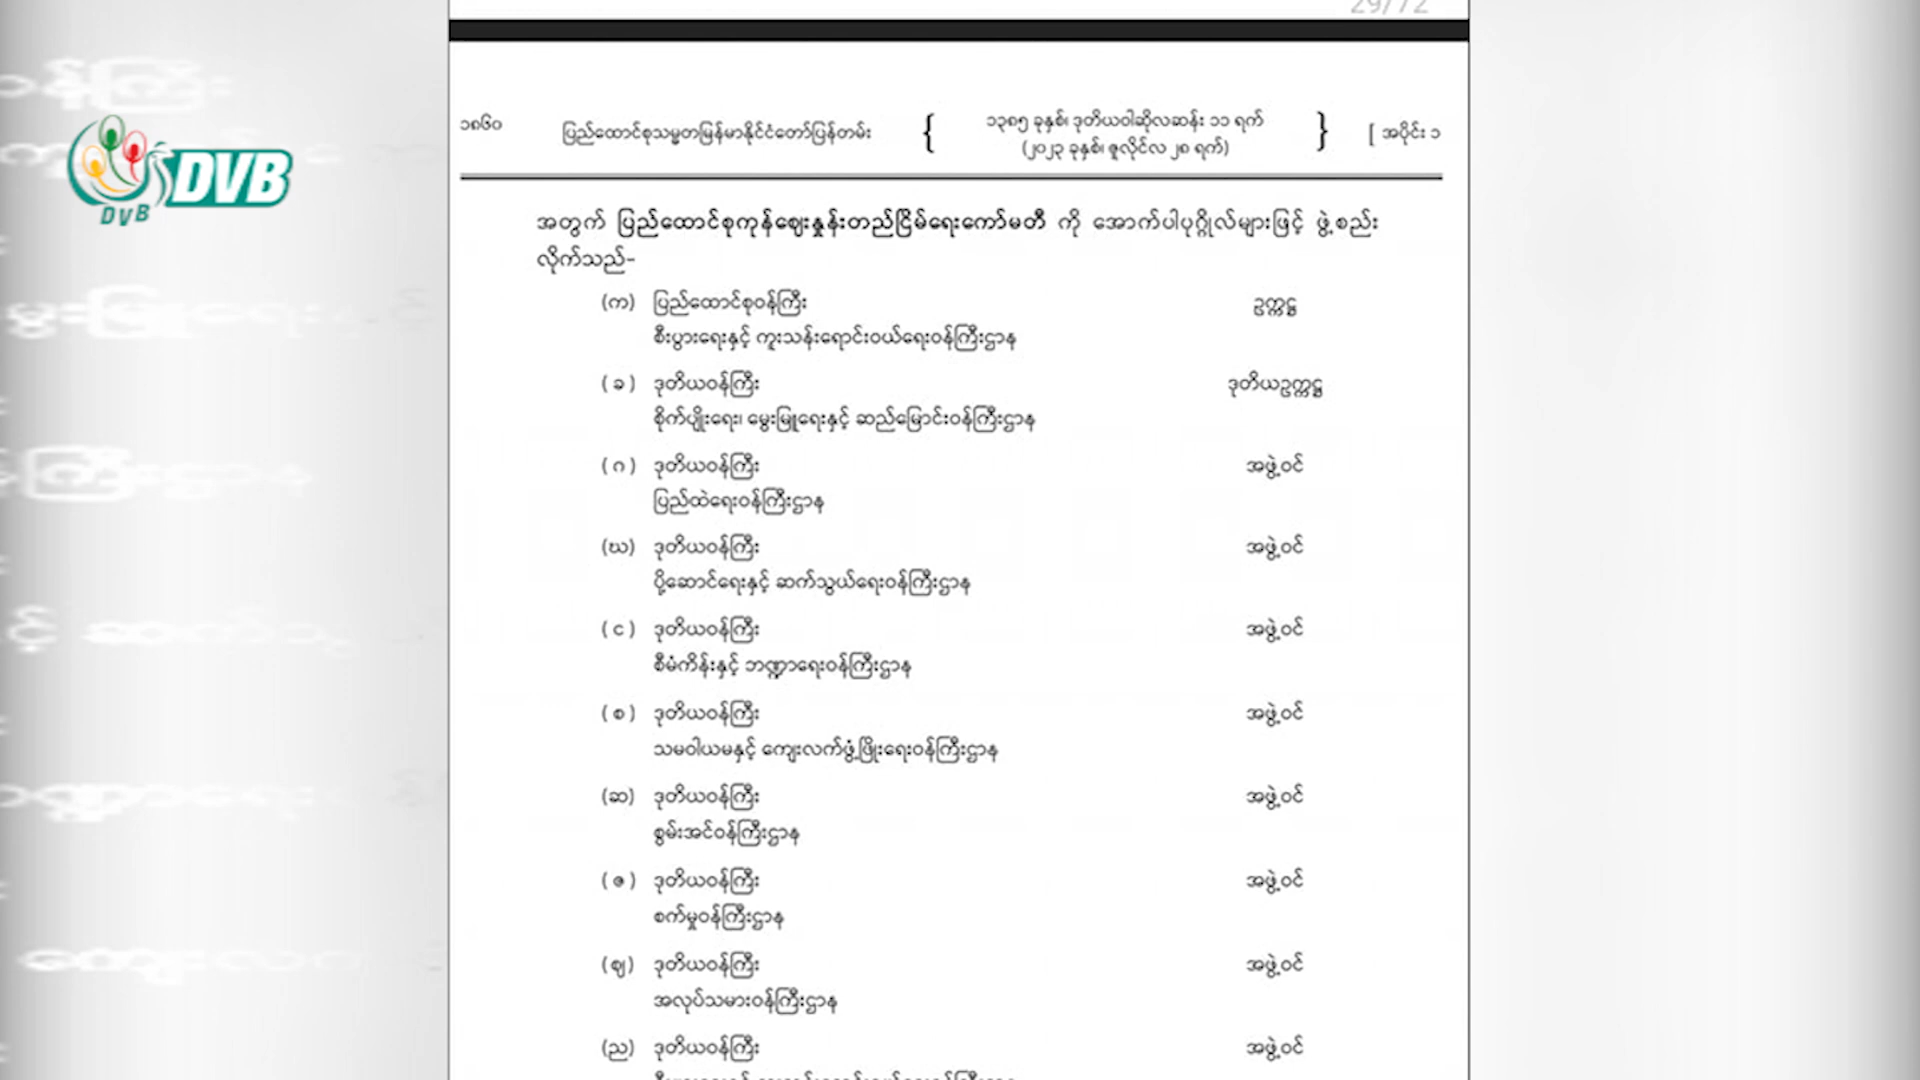 29/72
၁၈၆၀ ပြည်ထောင်စုသမ္မတမြန်မာနိုင်ငံတော်ပြန်တမ်း { ၁၃၈၅ ခုနှစ်၊ ဒုတိယဝါဆိုလဆန်း ၁၁ ရက် } [ အပိုင်း ၁
(၂၀၂၃ ခုနှစ်၊ ဇူလိုင်လ ၂၈ ရက်)
DVB
DVB
အတွက် ပြည်ထောင်စုကုန်ဈေးနှုန်းတည်ငြိမ်ရေးကော်မတီ ကို အောက်ပါပုဂ္ဂိုလ်များဖြင့် ဖွဲ့စည်း
လိုက်သည်-
(က) ပြည်ထောင်စုဝန်ကြီး ဥက္ကဋ္ဌ
စီးပွားရေးနှင့် ကူးသန်းရောင်းဝယ်ရေးဝန်ကြီးဌာန
(ခ) ဒုတိယဝန်ကြီး ဒုတိယဥက္ကဋ္ဌ
စိုက်ပျိုးရေး၊ မွေးမြူရေးနှင့် ဆည်မြောင်းဝန်ကြီးဌာန
(ဂ) ဒုတိယဝန်ကြီး အဖွဲ့ဝင်
ပြည်ထဲရေးဝန်ကြီးဌာန
(ဃ) ဒုတိယဝန်ကြီး အဖွဲ့ဝင်
ပို့ဆောင်ရေးနှင့် ဆက်သွယ်ရေးဝန်ကြီးဌာန
(င) ဒုတိယဝန်ကြီး အဖွဲ့ဝင်
စီမံကိန်းနှင့် ဘဏ္ဍာရေးဝန်ကြီးဌာန
(စ) ဒုတိယဝန်ကြီး အဖွဲ့ဝင်
သမဝါယမနှင့် ကျေးလက်ဖွံ့ဖြိုးရေးဝန်ကြီးဌာန
(ဆ) ဒုတိယဝန်ကြီး အဖွဲ့ဝင်
စွမ်းအင်ဝန်ကြီးဌာန
(ဇ) ဒုတိယဝန်ကြီး အဖွဲ့ဝင်
စက်မှုဝန်ကြီးဌာန
(ဈ) ဒုတိယဝန်ကြီး အဖွဲ့ဝင်
အလုပ်သမားဝန်ကြီးဌာန
(ည) ဒုတိယဝန်ကြီး အဖွဲ့ဝင်